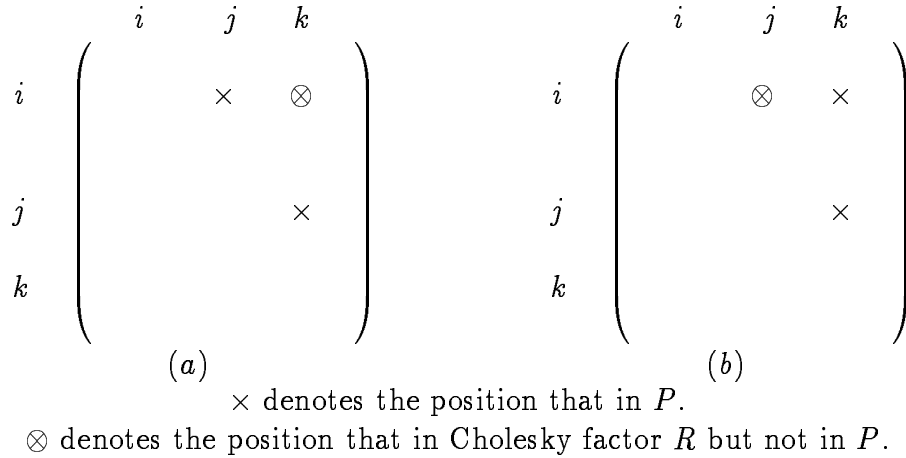 i j k i j k
i × ⊗ i ⊗ ×
j × j ×
k k
(a) (b)
× denotes the position that in P.
⊗ denotes the position that in Cholesky factor R but not in P.